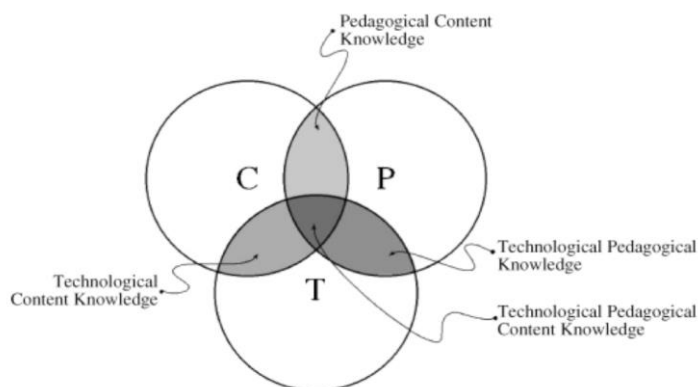 Pedagogical Content
Knowledge
C
P
Technological Pedagogical
Knowledge
Technological
Content Knowledge
T
Technological Pedagogical
Content Knowledge